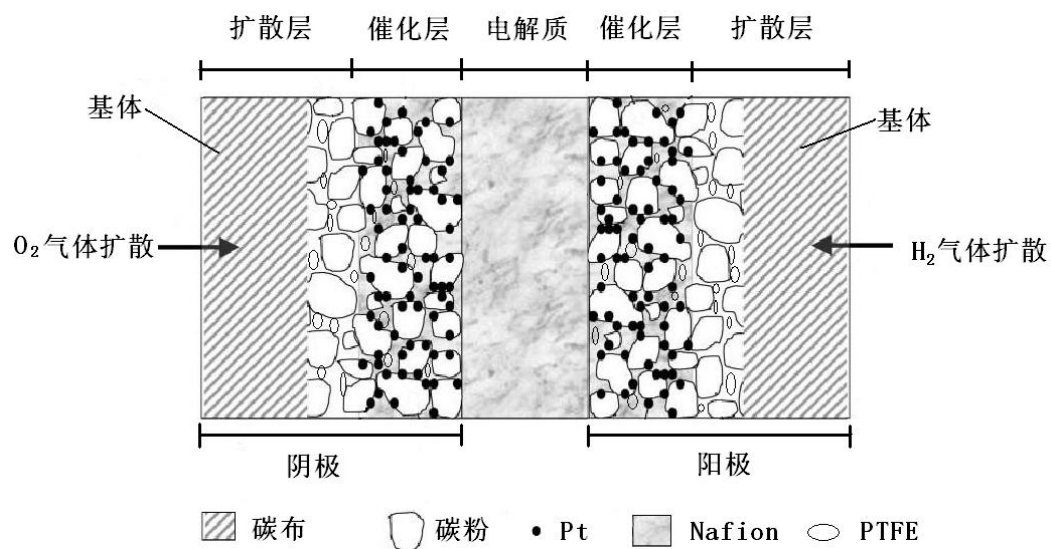 扩散层 催化层 电解质 催化层 扩散层
基体 基体
O₂气体扩散 H₂气体扩散
阴极 阳极
碳布 碳粉 Pt Nafion PTFE